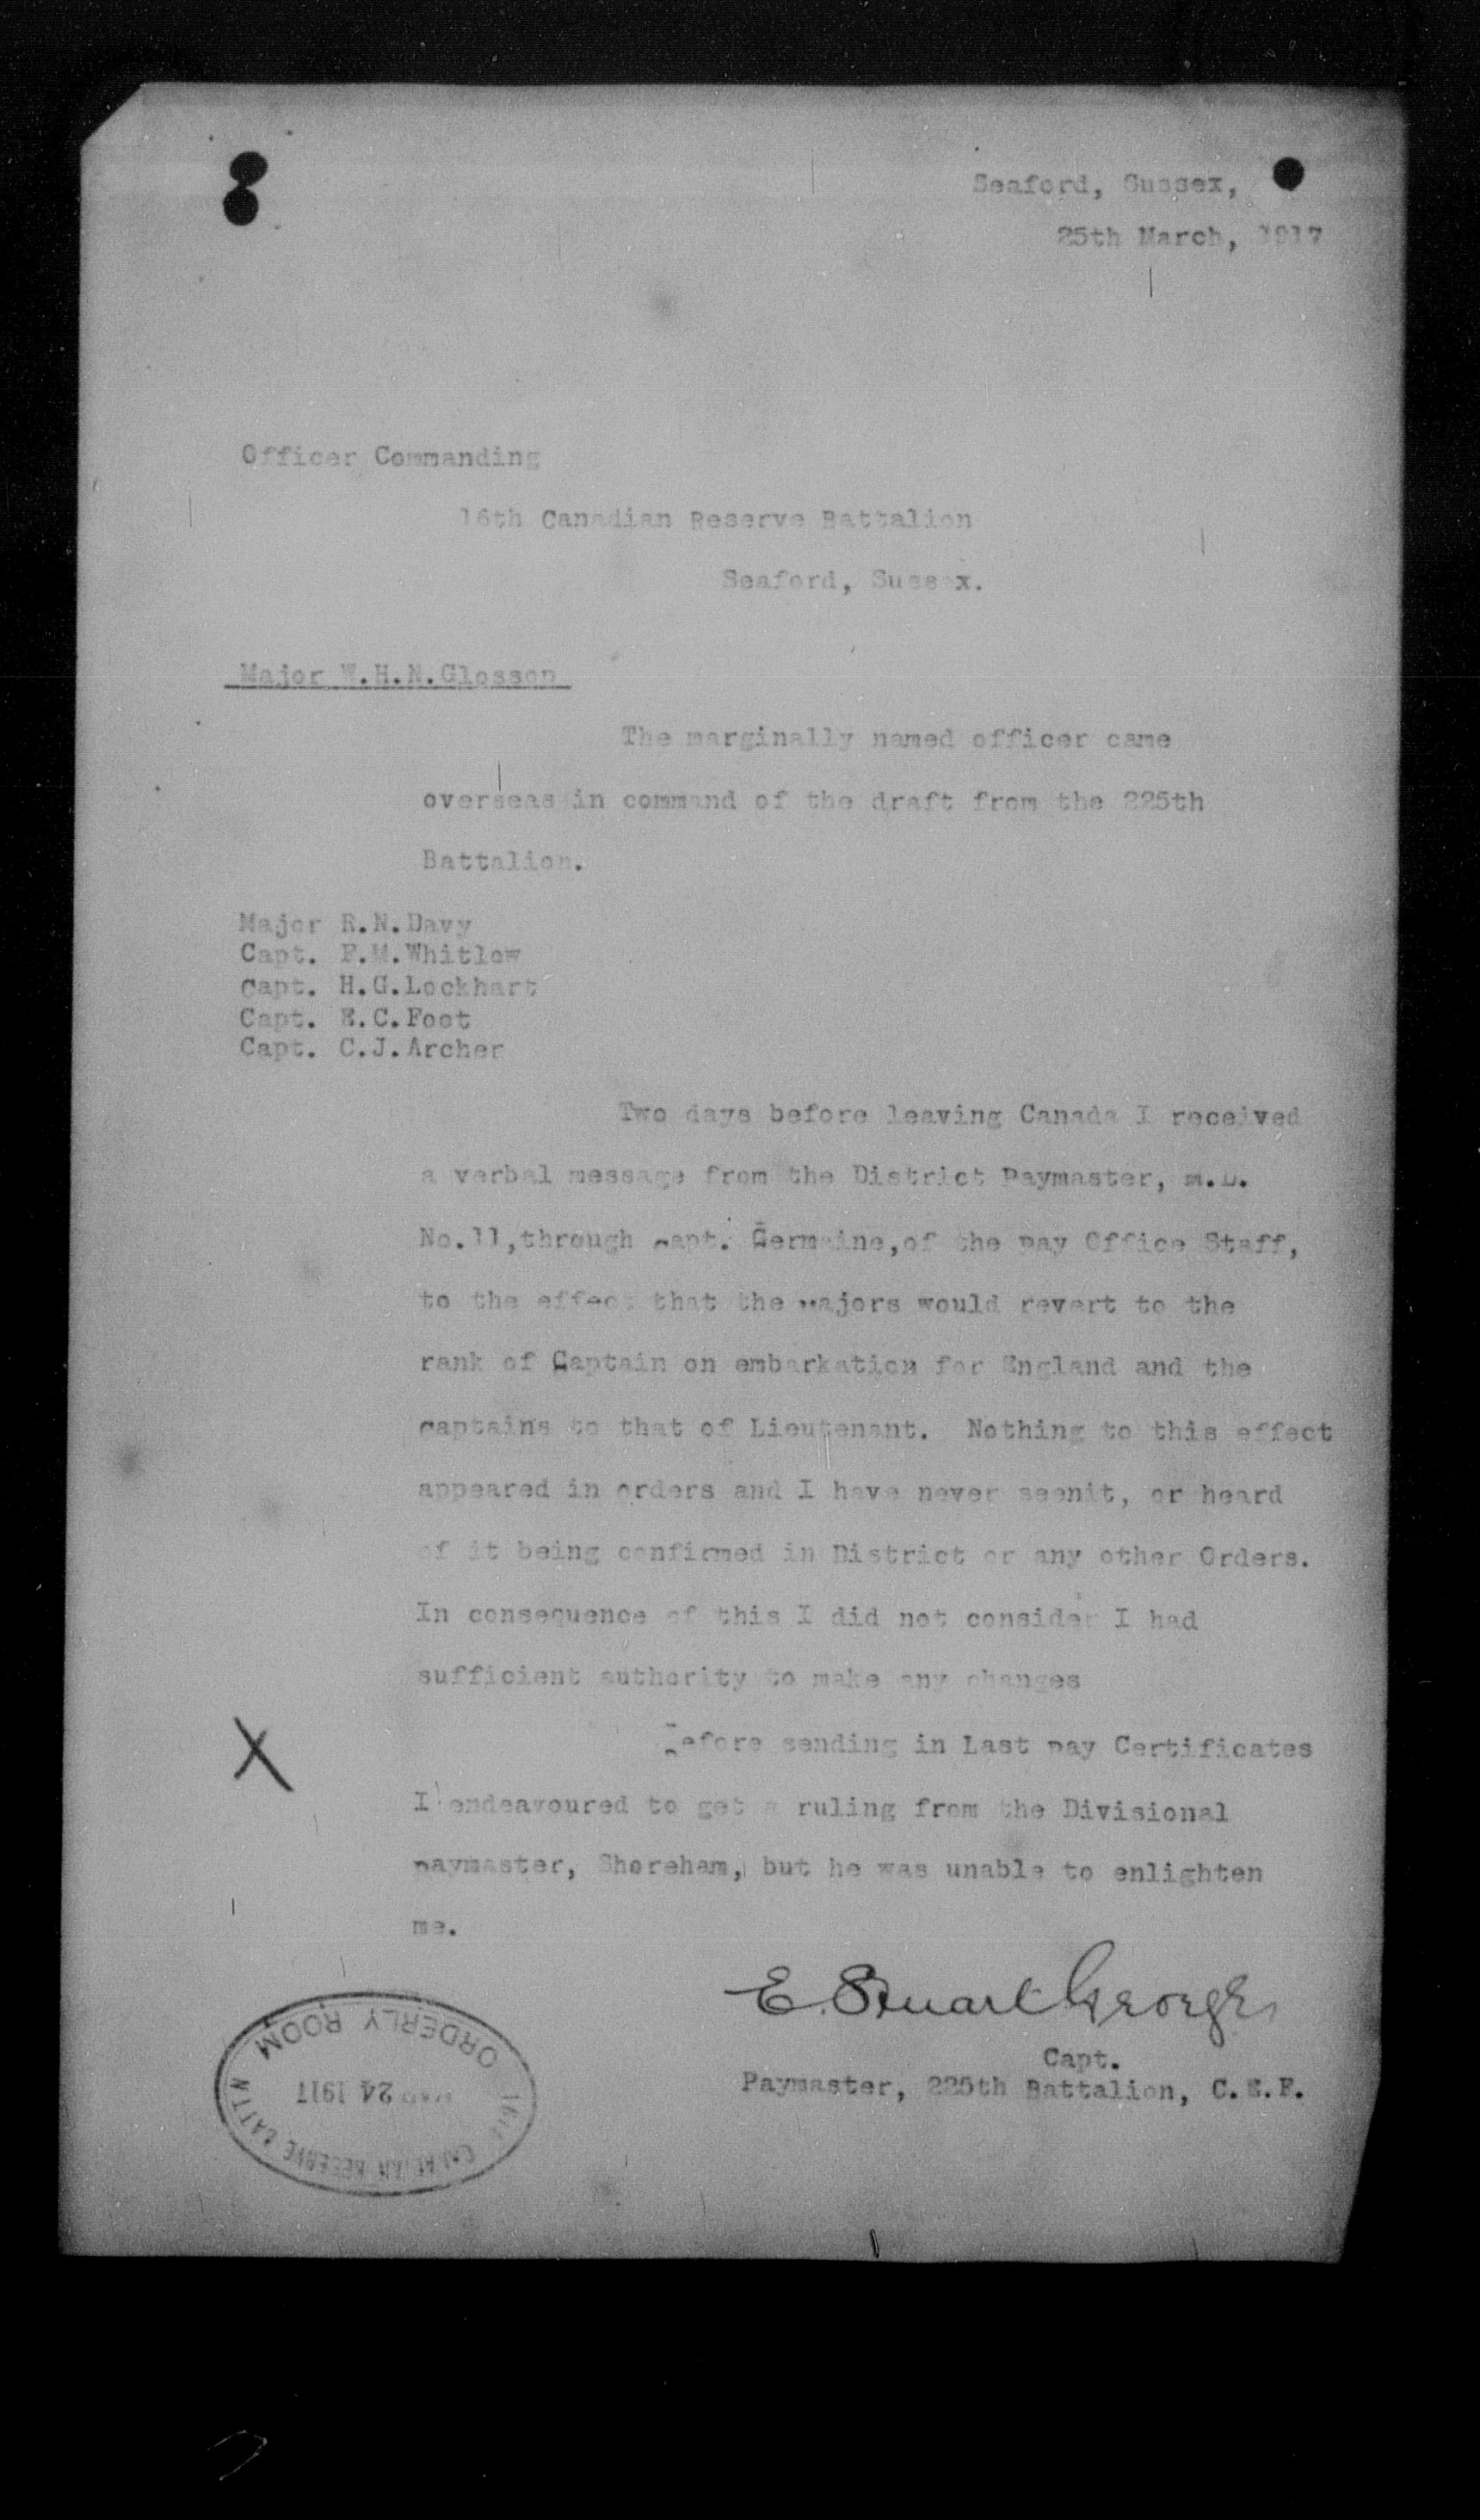 Seaford, Sussex,
25th March, 1917
Officer Commanding
16th Canadian Reserve Battalion
Seaford, Sussex.
Major W.H.N.Glossop
The marginally named officer came
overseas in command of the draft from the 225th
Battalion.
Major R.N.Davy
Capt. F.M.Whitlow
Capt. H.G.Lockhart
Capt. E.C.Foot
Capt. C.J.Archer
Two days before leaving Canada I received
a verbal message from the District Paymaster, M.D.
No.11,through Capt. Germaine,of the Pay Office Staff,
to the effect that the Majors would revert to the
rank of Captain on embarkation for England and the
Captains to that of Lieutenant. Nothing to this effect
appeared in orders and I have never seenit, or heard
of it being confirmed in District or any other Orders.
In consequence of this I did not consider I had
sufficient authority to make any changes
X
Before sending in Last Pay Certificates
I endeavoured to get a ruling from the Divisional
Paymaster, Shoreham, but he was unable to enlighten
me.
E. Stuart George
Capt.
Paymaster, 225th Battalion, C.E.F.
ORDERLY ROOM
MAR 24 1917
CANADIAN RESERVE BATTN